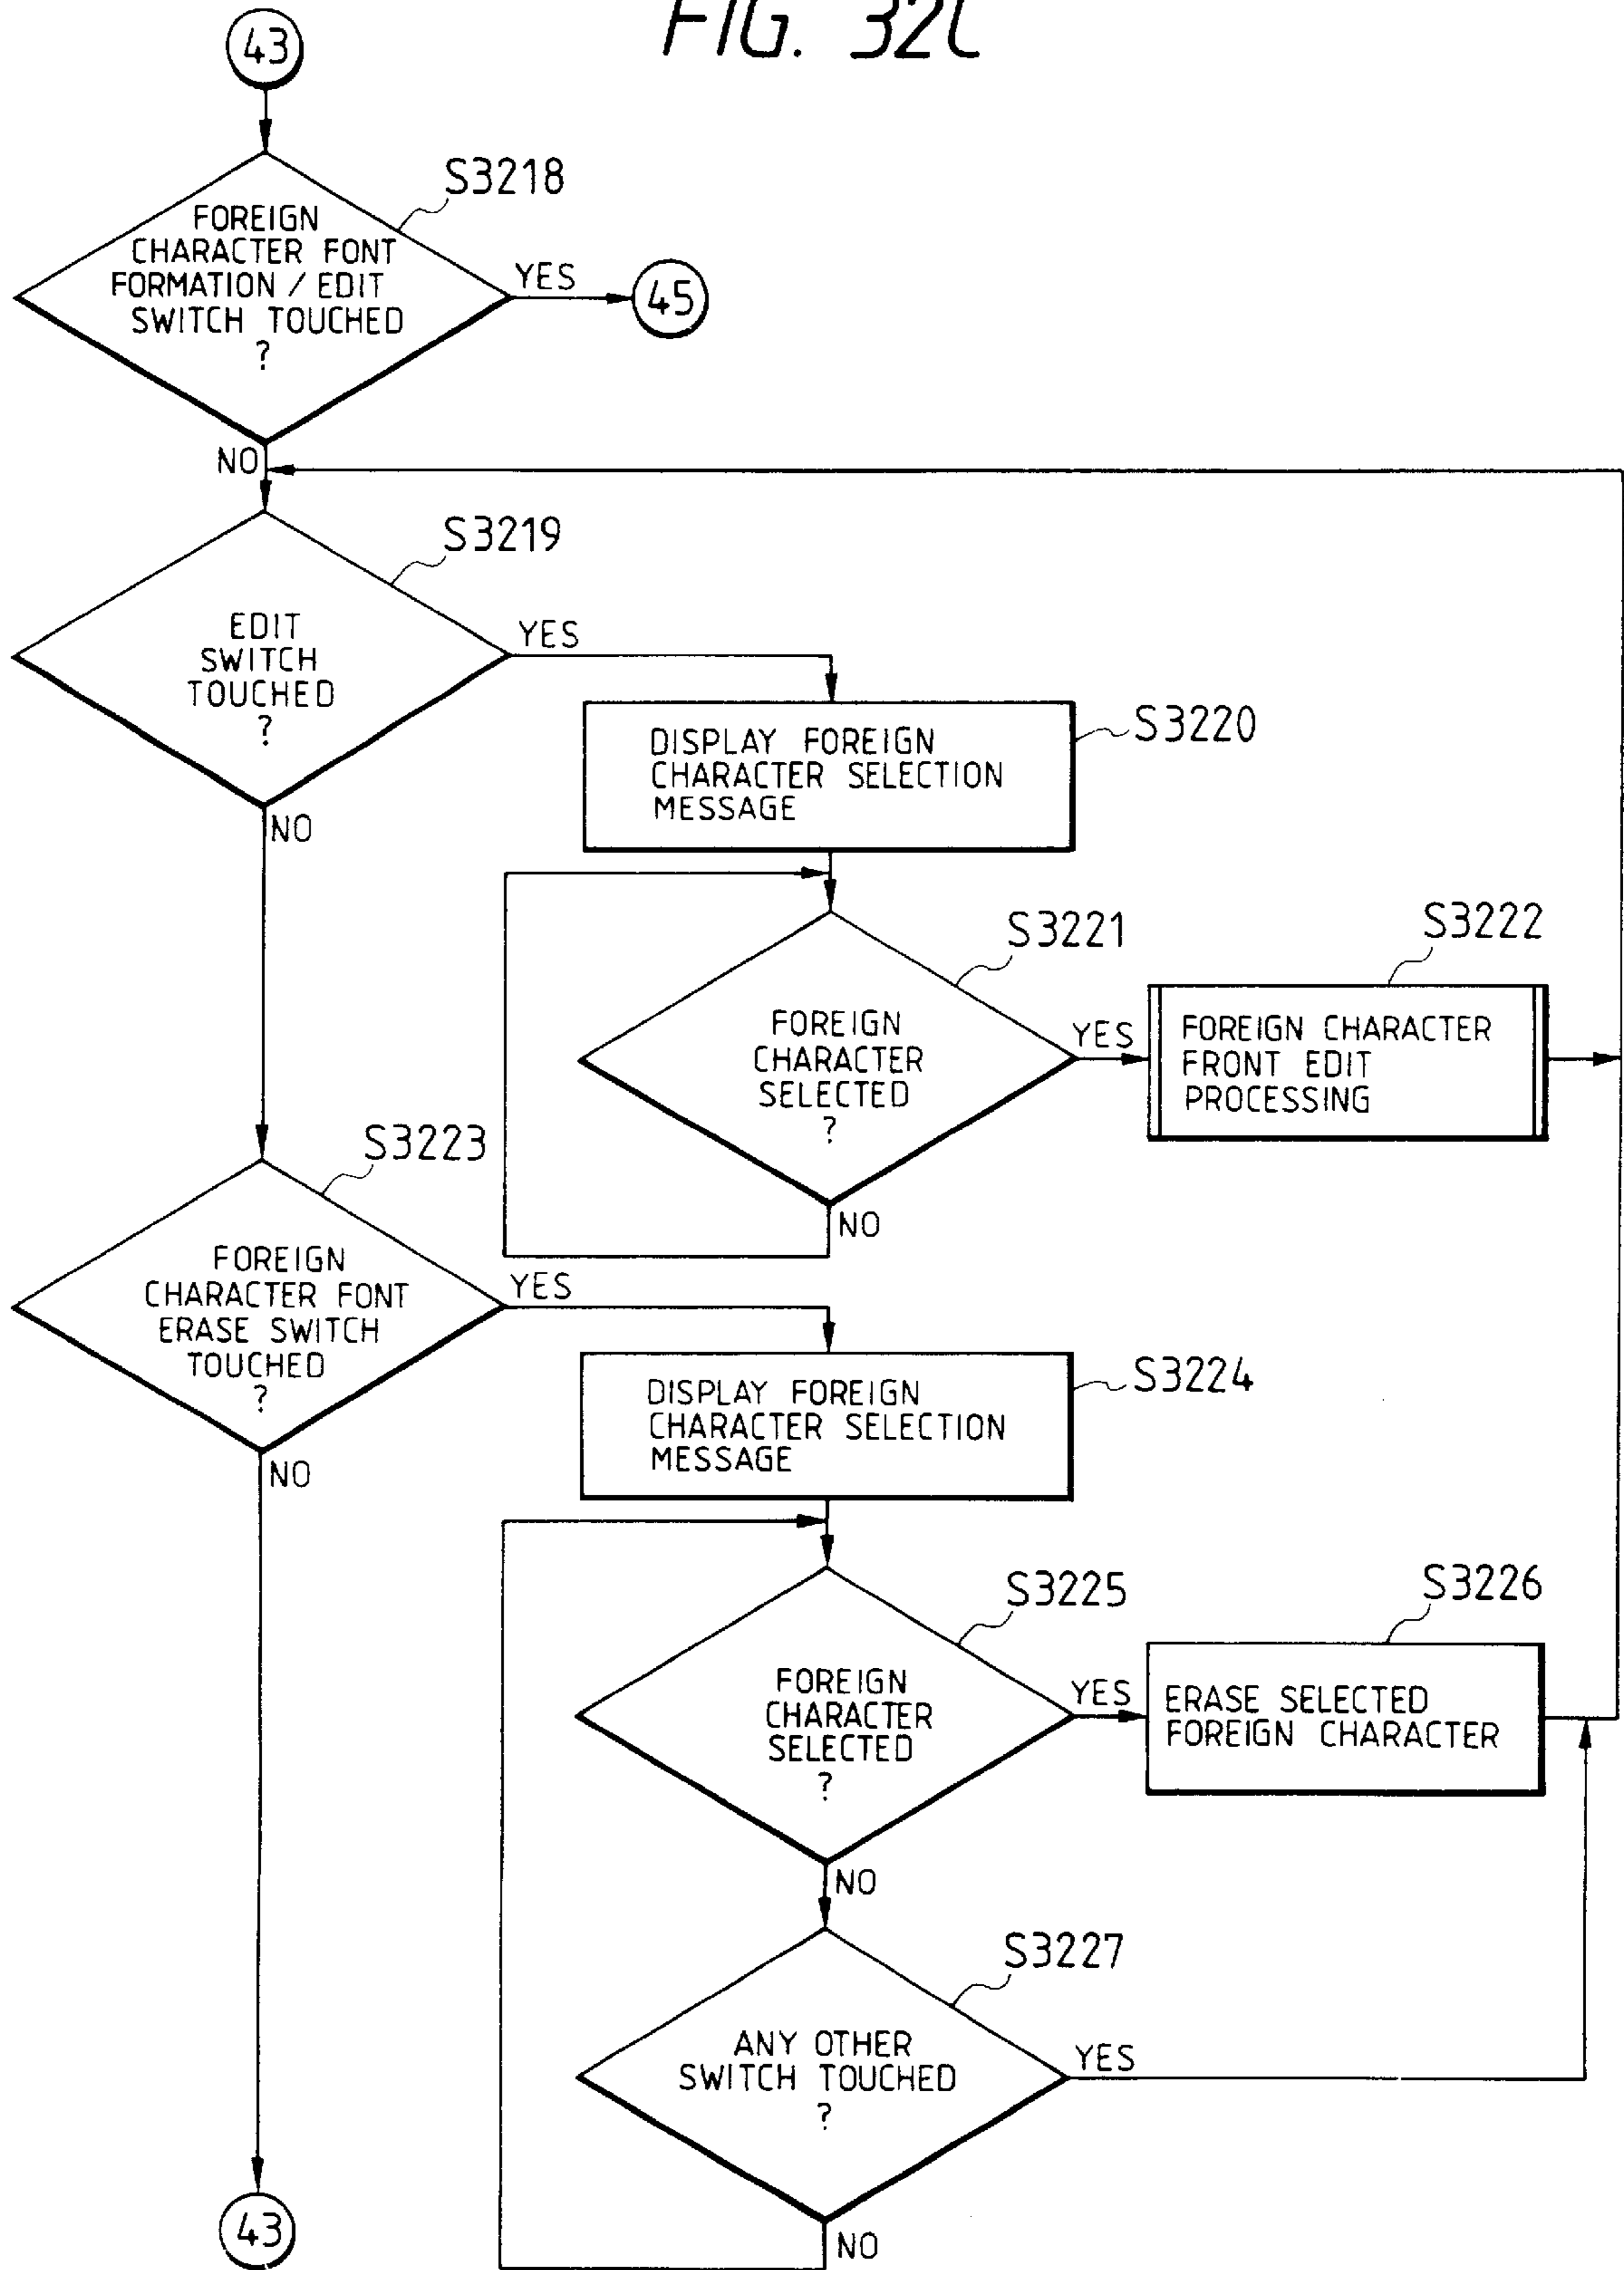 FIG. 32C
43
S3218
FOREIGN
CHARACTER FONT
FORMATION / EDIT
SWITCH TOUCHED
?
YES
45
NO
S3219
EDIT
SWITCH
TOUCHED
?
YES
NO
S3220
DISPLAY FOREIGN
CHARACTER SELECTION
MESSAGE
S3221
FOREIGN
CHARACTER
SELECTED
?
YES
NO
S3222
FOREIGN CHARACTER
FRONT EDIT
PROCESSING
S3223
FOREIGN
CHARACTER FONT
ERASE SWITCH
TOUCHED
?
YES
NO
S3224
DISPLAY FOREIGN
CHARACTER SELECTION
MESSAGE
S3225
FOREIGN
CHARACTER
SELECTED
?
YES
NO
S3226
ERASE SELECTED
FOREIGN CHARACTER
S3227
ANY OTHER
SWITCH TOUCHED
?
YES
NO
43